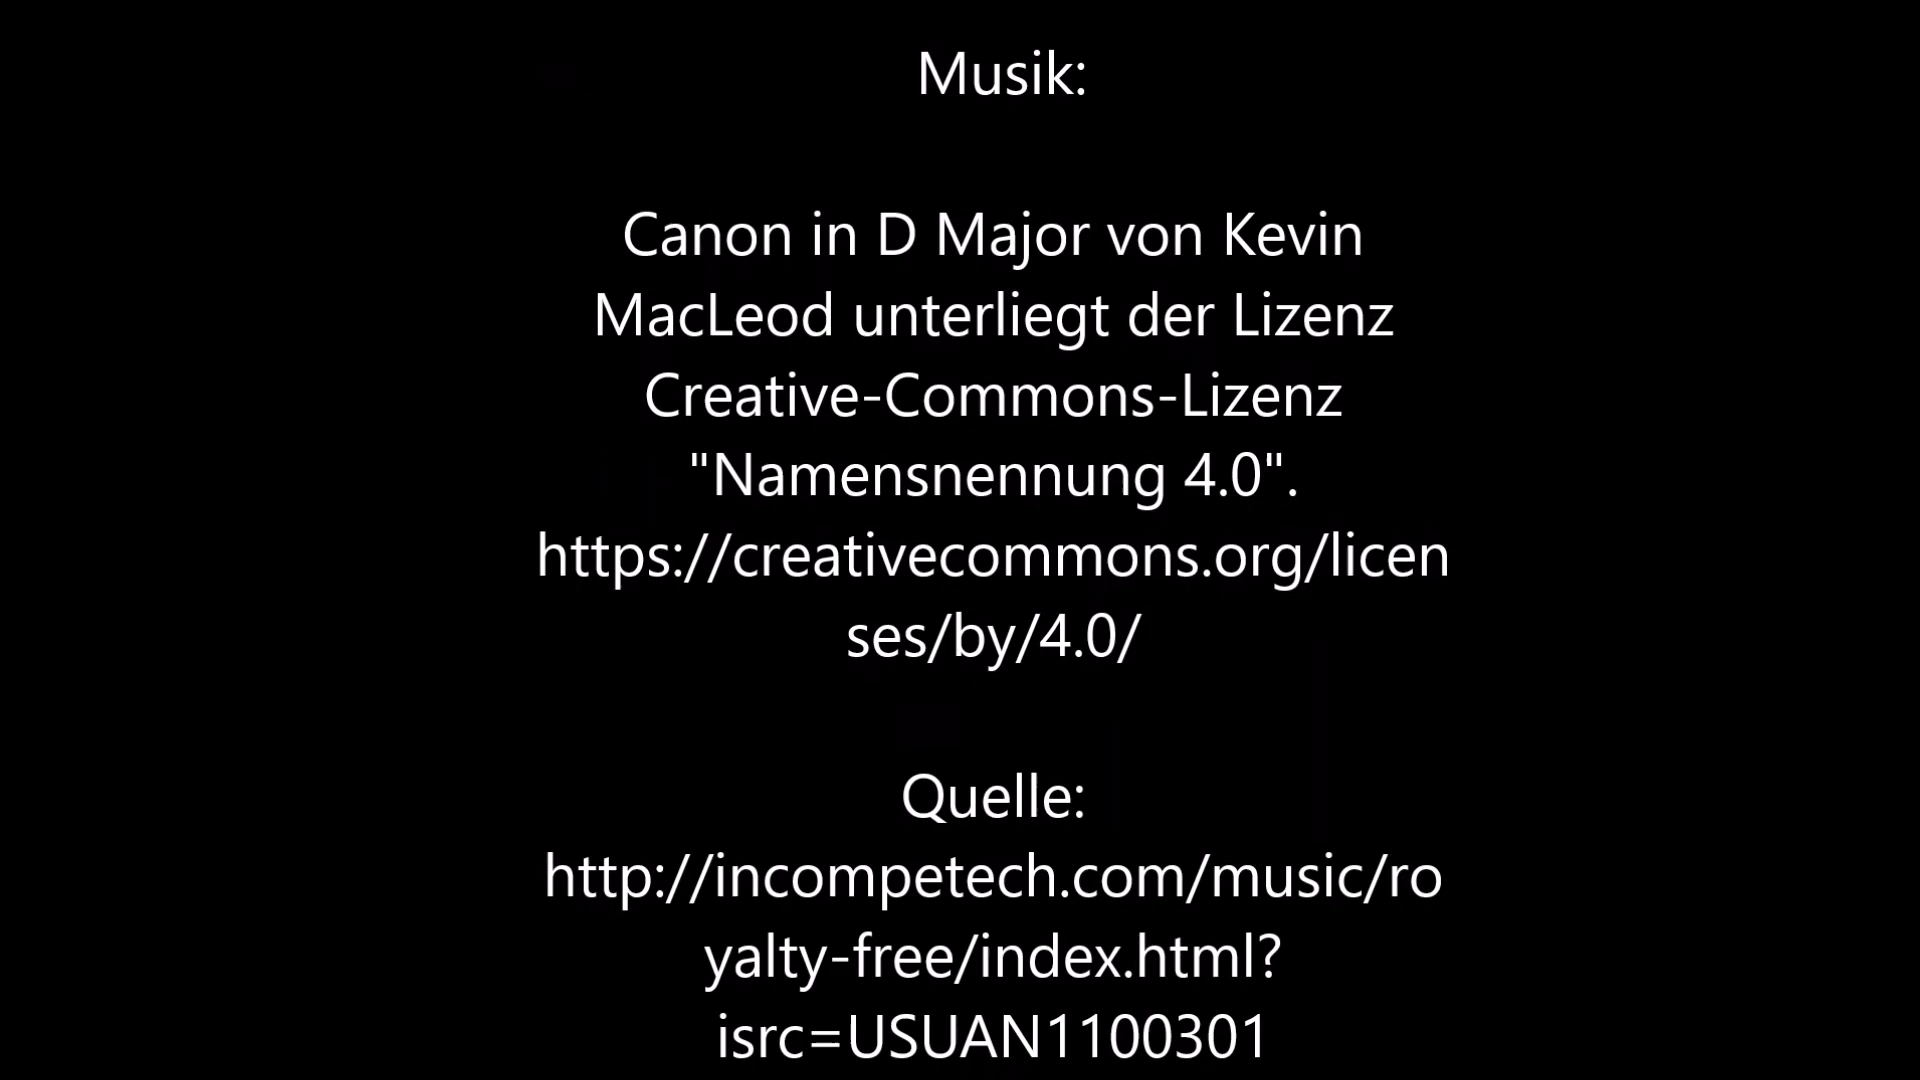 Musik:
Canon in D Major von Kevin
MacLeod unterliegt der Lizenz
Creative-Commons-Lizenz
"Namensnennung 4.0".
https://creativecommons.org/licen
ses/by/4.0/
Quelle:
http://incompetech.com/music/ro
yalty-free/index.html?
isrc=USUAN1100301